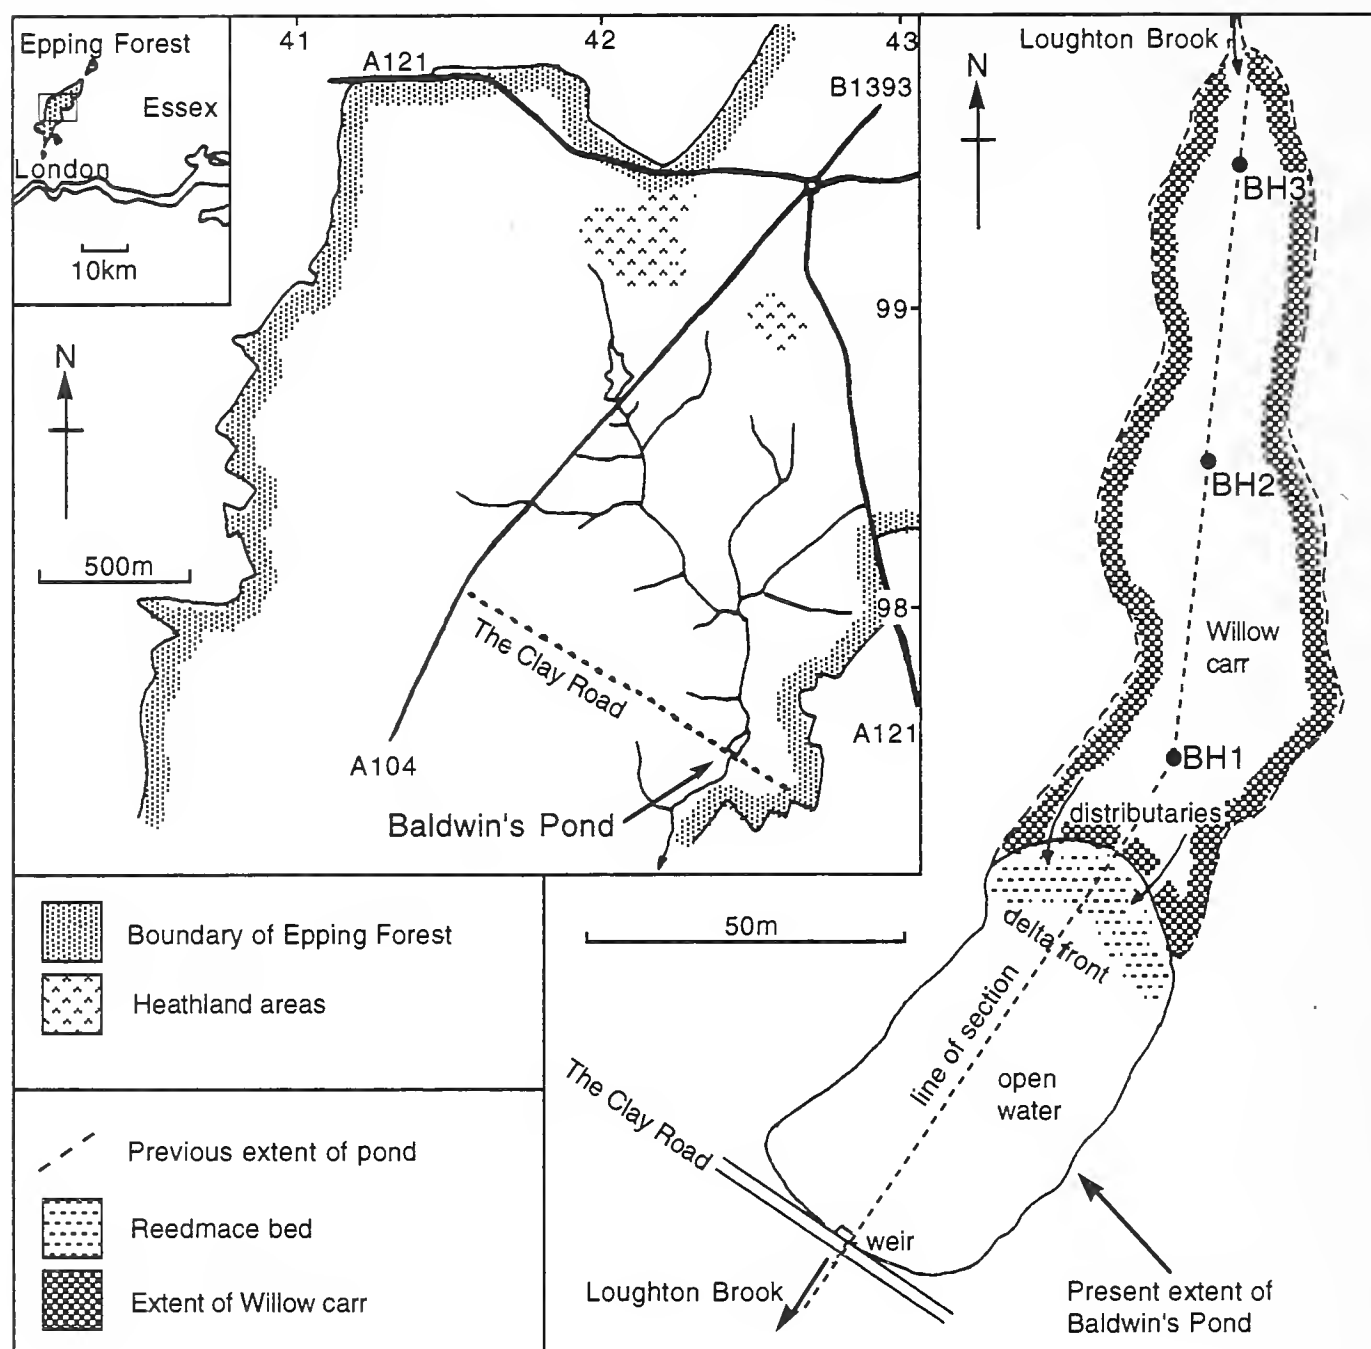 Epping Forest
Essex
London
10km
41
42
43
A121
B1393
99
N
500m
98
The Clay Road
A104
A121
Baldwin's Pond
Boundary of Epping Forest
Heathland areas
Previous extent of pond
Reedmace bed
Extent of Willow carr
Loughton Brook
N
BH3
BH2
Willow
carr
BH1
distributaries
50m
delta front
line of section
open
water
The Clay Road
weir
Loughton Brook
Present extent of
Baldwin's Pond